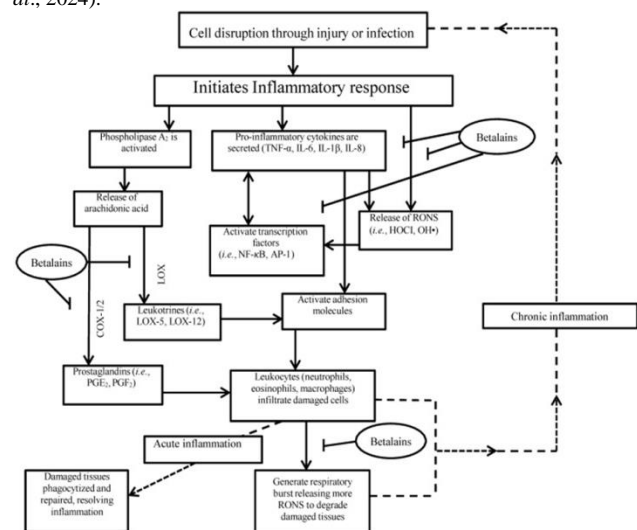 al., 2024).
Cell disruption through injury or infection
Initiates Inflammatory response
Phospholipase A₂ is
activated
Pro-inflammatory cytokines are
secreted (TNF-α, IL-6, IL-1β, IL-8)
Betalains
Release of
arachidonic acid
Activate transcription
factors
(i.e., NF-κB, AP-1)
Release of RONS
(i.e., HOCl, OH•)
Betalains
LOX
COX-1/2
Leukotrines (i.e.,
LOX-5, LOX-12)
Activate adhesion
molecules
Chronic inflammation
Prostaglandins (i.e.,
PGE₂, PGF₂)
Leukocytes (neutrophils,
eosinophils, macrophages)
infiltrate damaged cells
Acute inflammation
Betalains
Damaged tissues
phagocytized and
repaired, resolving
inflammation
Generate respiratory
burst releasing more
RONS to degrade
damaged tissues